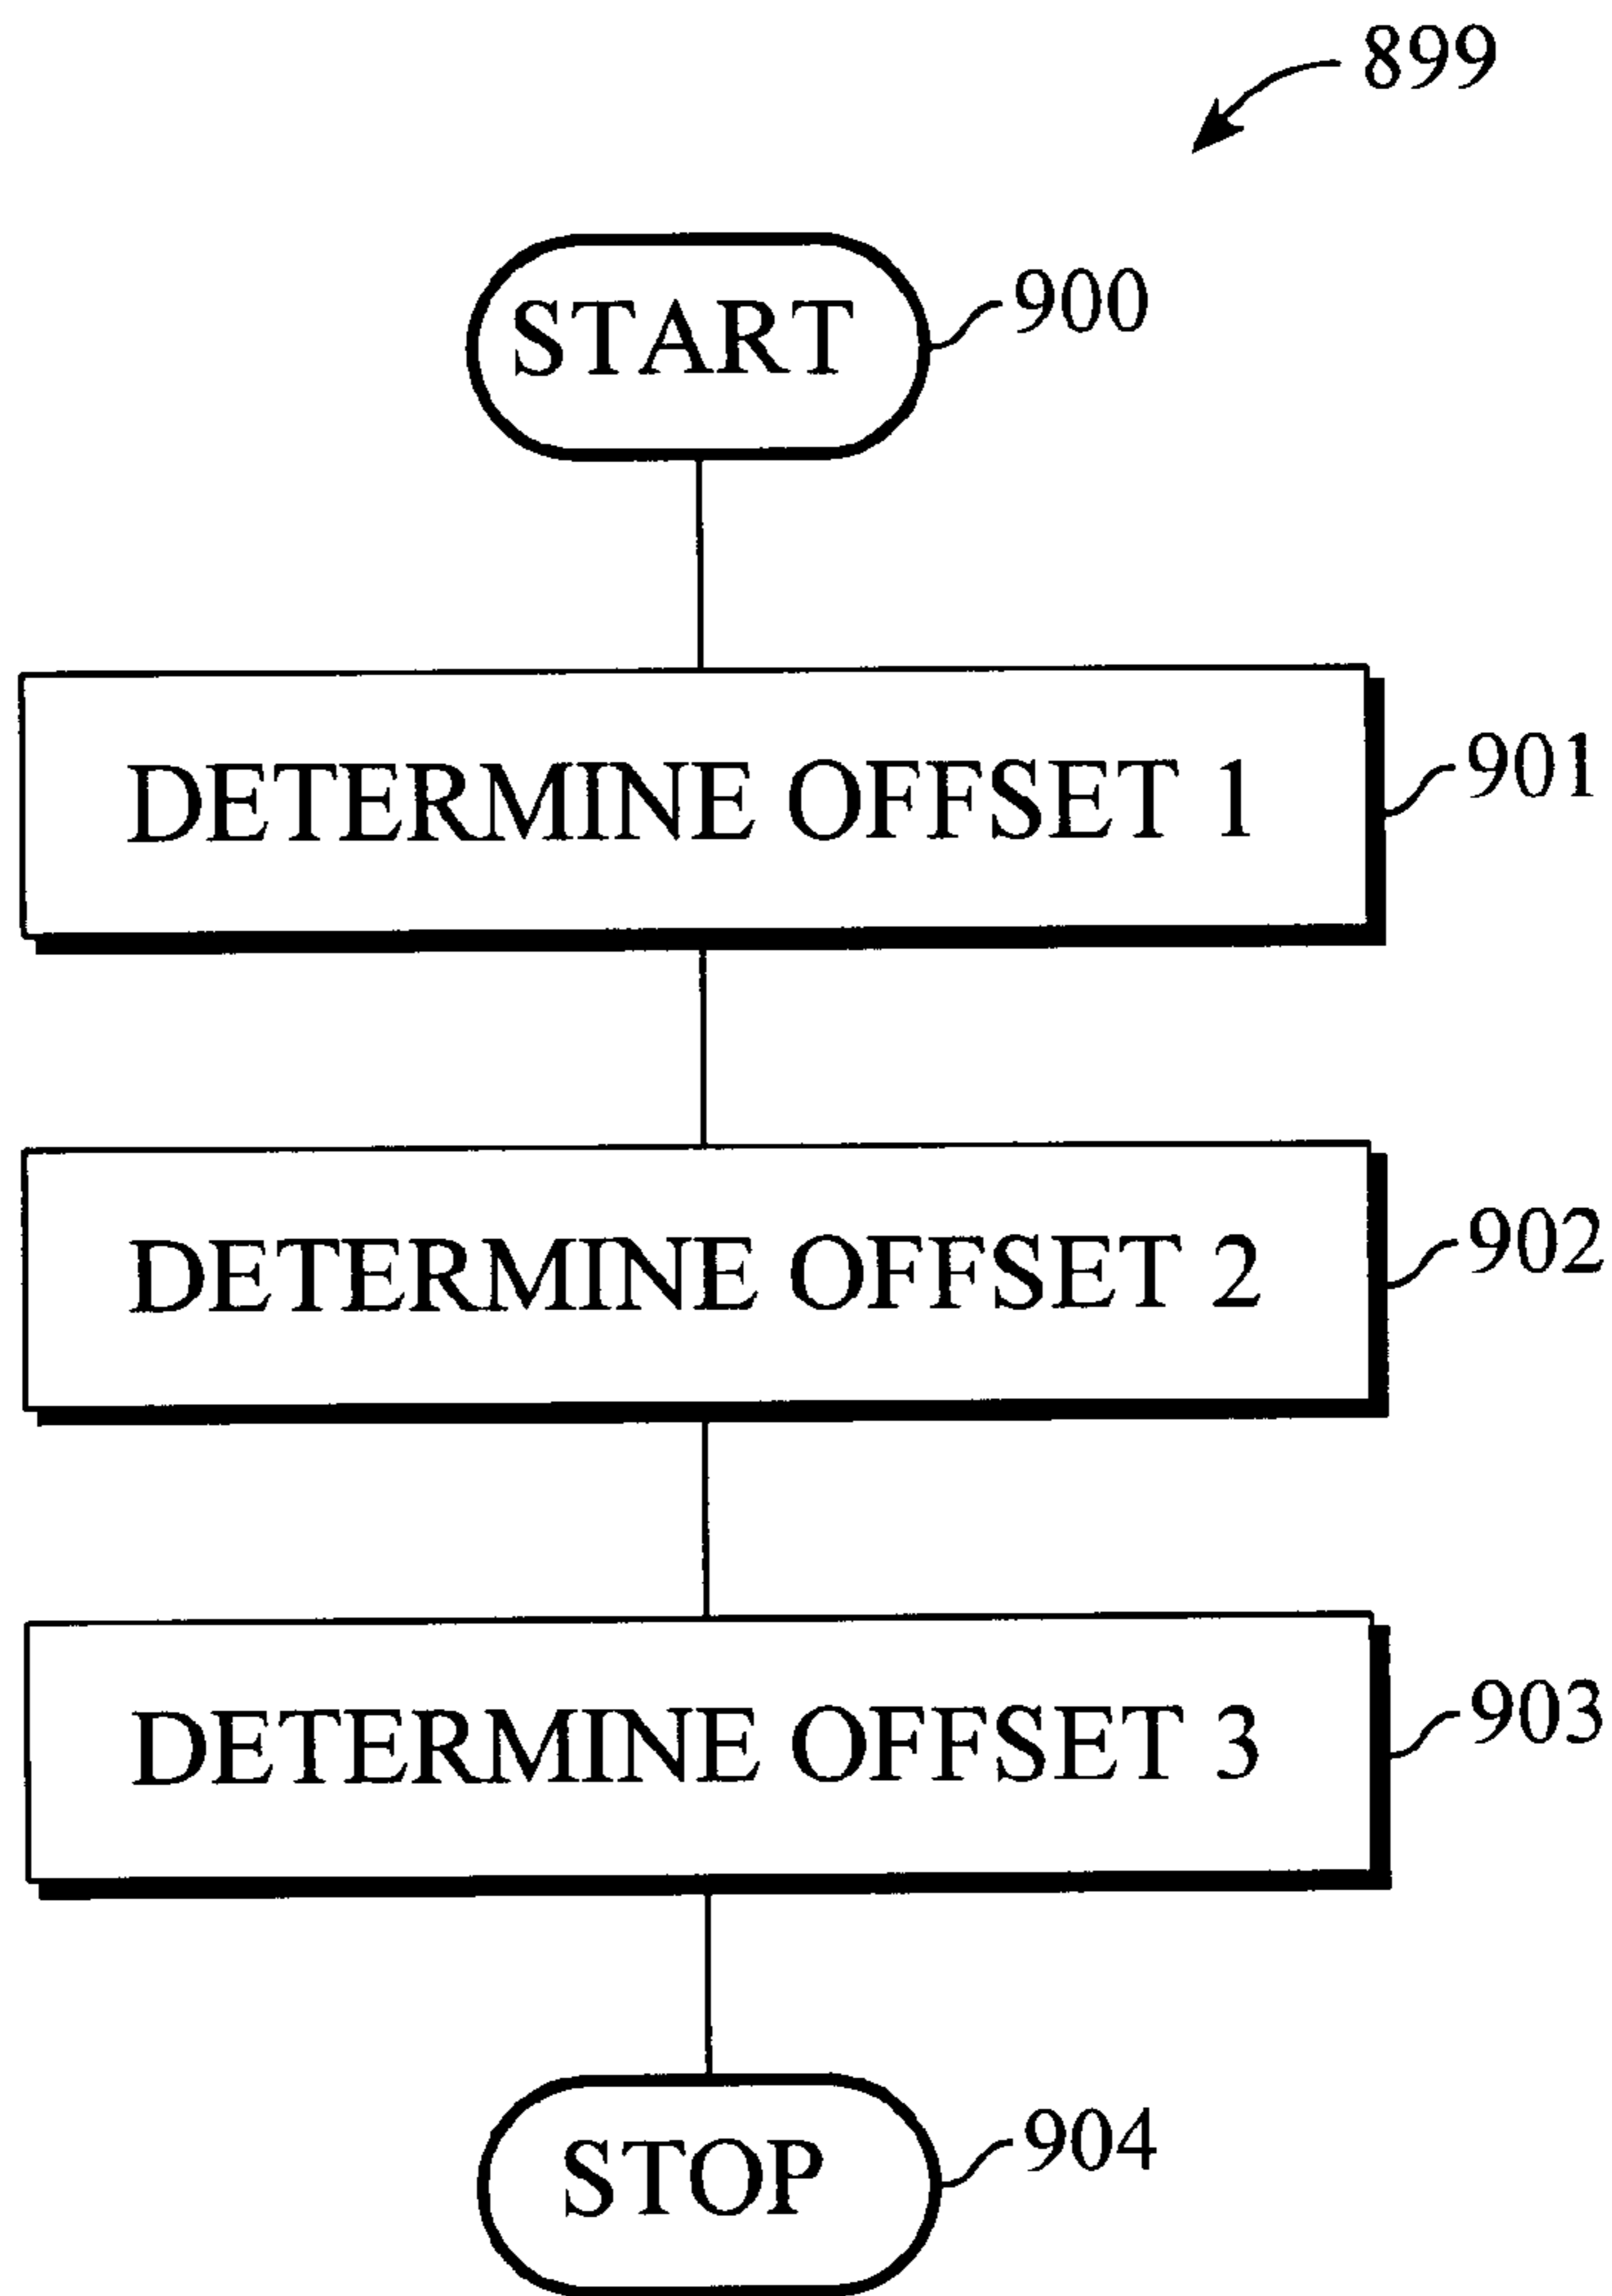 899
START
900
DETERMINE OFFSET 1
901
DETERMINE OFFSET 2
902
DETERMINE OFFSET 3
903
STOP
904